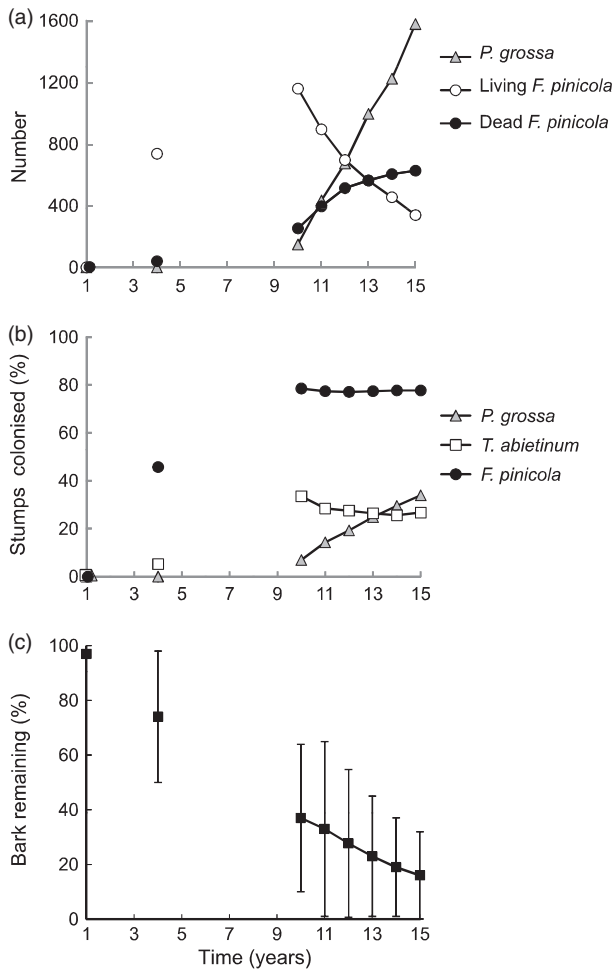 (a)
1600
1200
800
400
0
Number
1 3 5 7 9 11 13 15
P. grossa
Living F. pinicola
Dead F. pinicola
(b)
100
80
60
40
20
0
Stumps colonised (%)
1 3 5 7 9 11 13 15
P. grossa
T. abietinum
F. pinicola
(c)
100
80
60
40
20
0
Bark remaining (%)
1 3 5 7 9 11 13 15
Time (years)